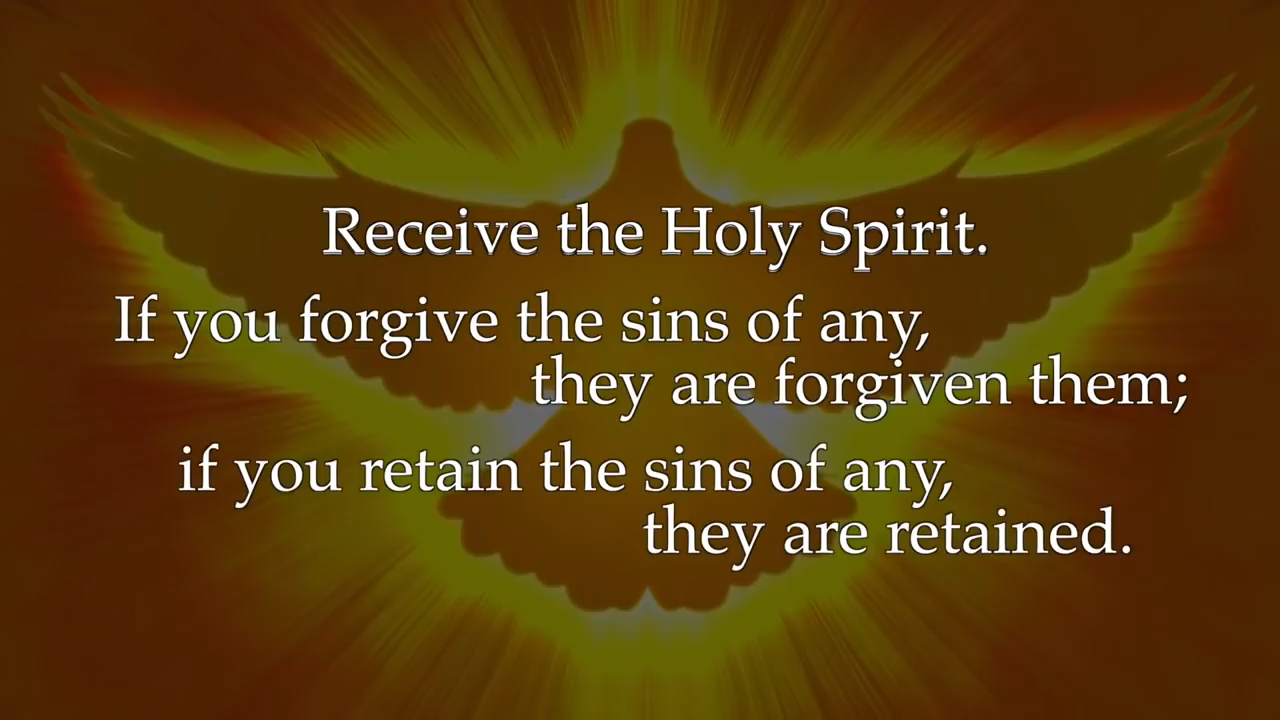 Receive the Holy Spirit.
If you forgive the sins of any,
they are forgiven them;
if you retain the sins of any,
they are retained.